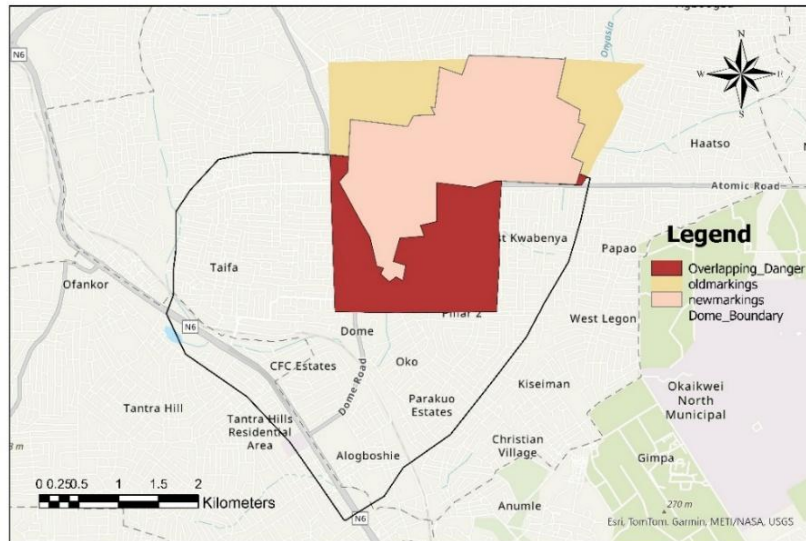 N6
Onyasia
N
W E
S
Haatso
Atomic Road
st Kwabenya
Papao
Legend
Overlapping_Danger
oldmarkings
newmarkings
Dome_Boundary
Taifa
Ofankor
N6
Dome
West Legon
CFC Estates
Oko
Dome Road
Kiseiman
Okaikwei
North
Municipal
Parakuo
Estates
Tantra Hill
Tantra Hills
Residential
Area
Christian
Village
Alogboshie
Gimpa
0 0.25 0.5 1 1.5 2
Kilometers
Anumle
270 m
N6
Esri, TomTom, Garmin, METI/NASA, USGS